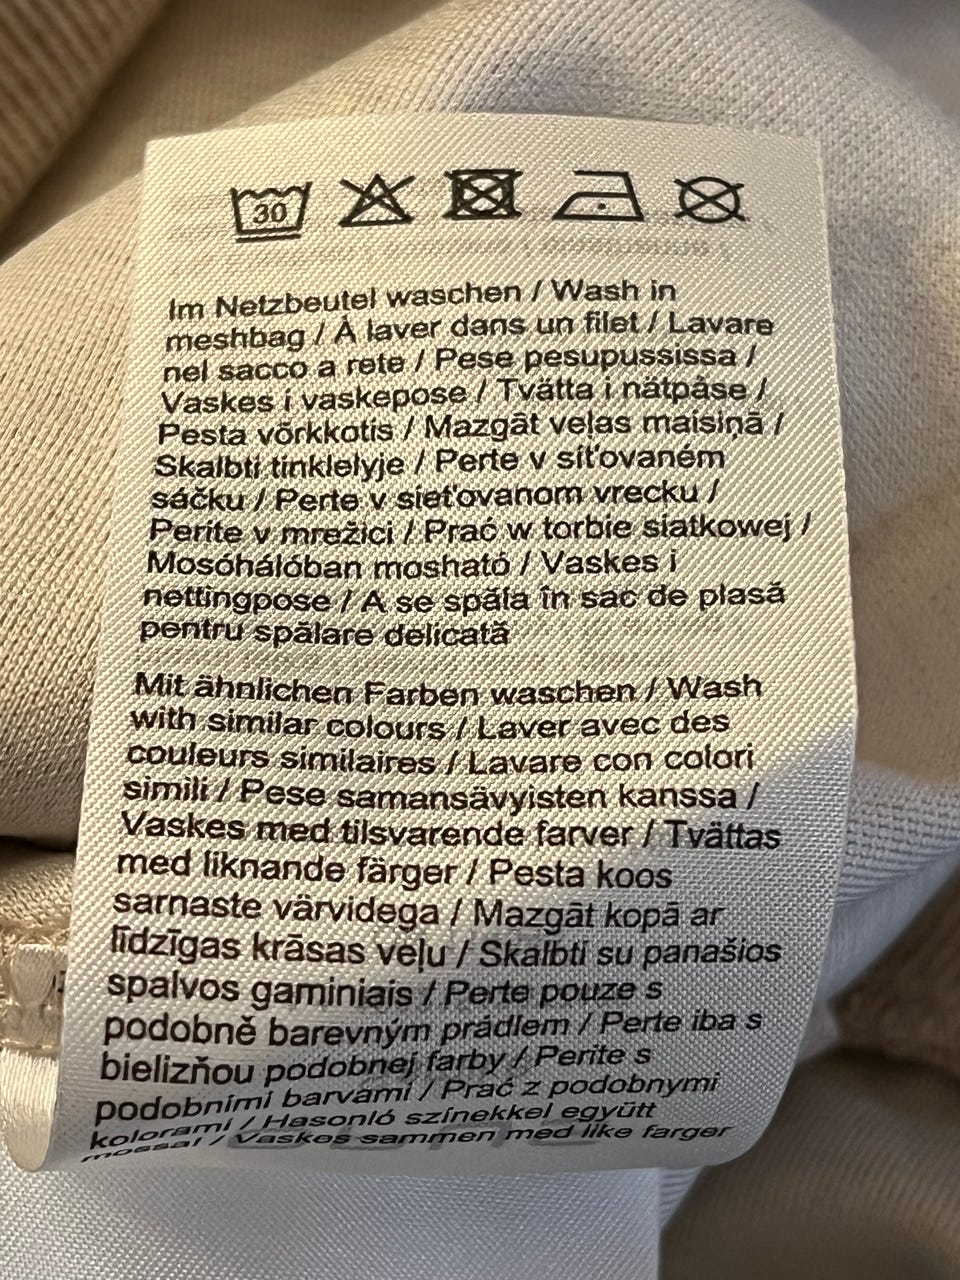 30
Im Netzbeutel waschen / Wash in
meshbag / À laver dans un filet / Lavare
nel sacco a rete / Pese pesupussissa /
Vaskes i vaskepose / Tvätta i nätpåse /
Pesta võrkkotis / Mazgāt veļas maisiņā /
Skalbti tinklelyje / Perte v síťovaném
sáčku / Perte v sieťovanom vrecku /
Perite v mrežici / Prać w torbie siatkowej /
Mosóhálóban mosható / Vaskes i
nettingpose / A se spăla în sac de plasă
pentru spălare delicată
Mit ähnlichen Farben waschen / Wash
with similar colours / Laver avec des
couleurs similaires / Lavare con colori
simili / Pese samansävyisten kanssa /
Vaskes med tilsvarende farver / Tvättas
med liknande färger / Pesta koos
sarnaste värvidega / Mazgāt kopā ar
līdzīgas krāsas veļu / Skalbti su panašios
spalvos gaminiais / Perte pouze s
podobně barevným prádlem / Perte iba s
bielizňou podobnej farby / Perite s
podobnimi barvami / Prać z podobnymi
kolorami / Hasonló színekkel együtt
mossa! / Vaskes sammen med like farger